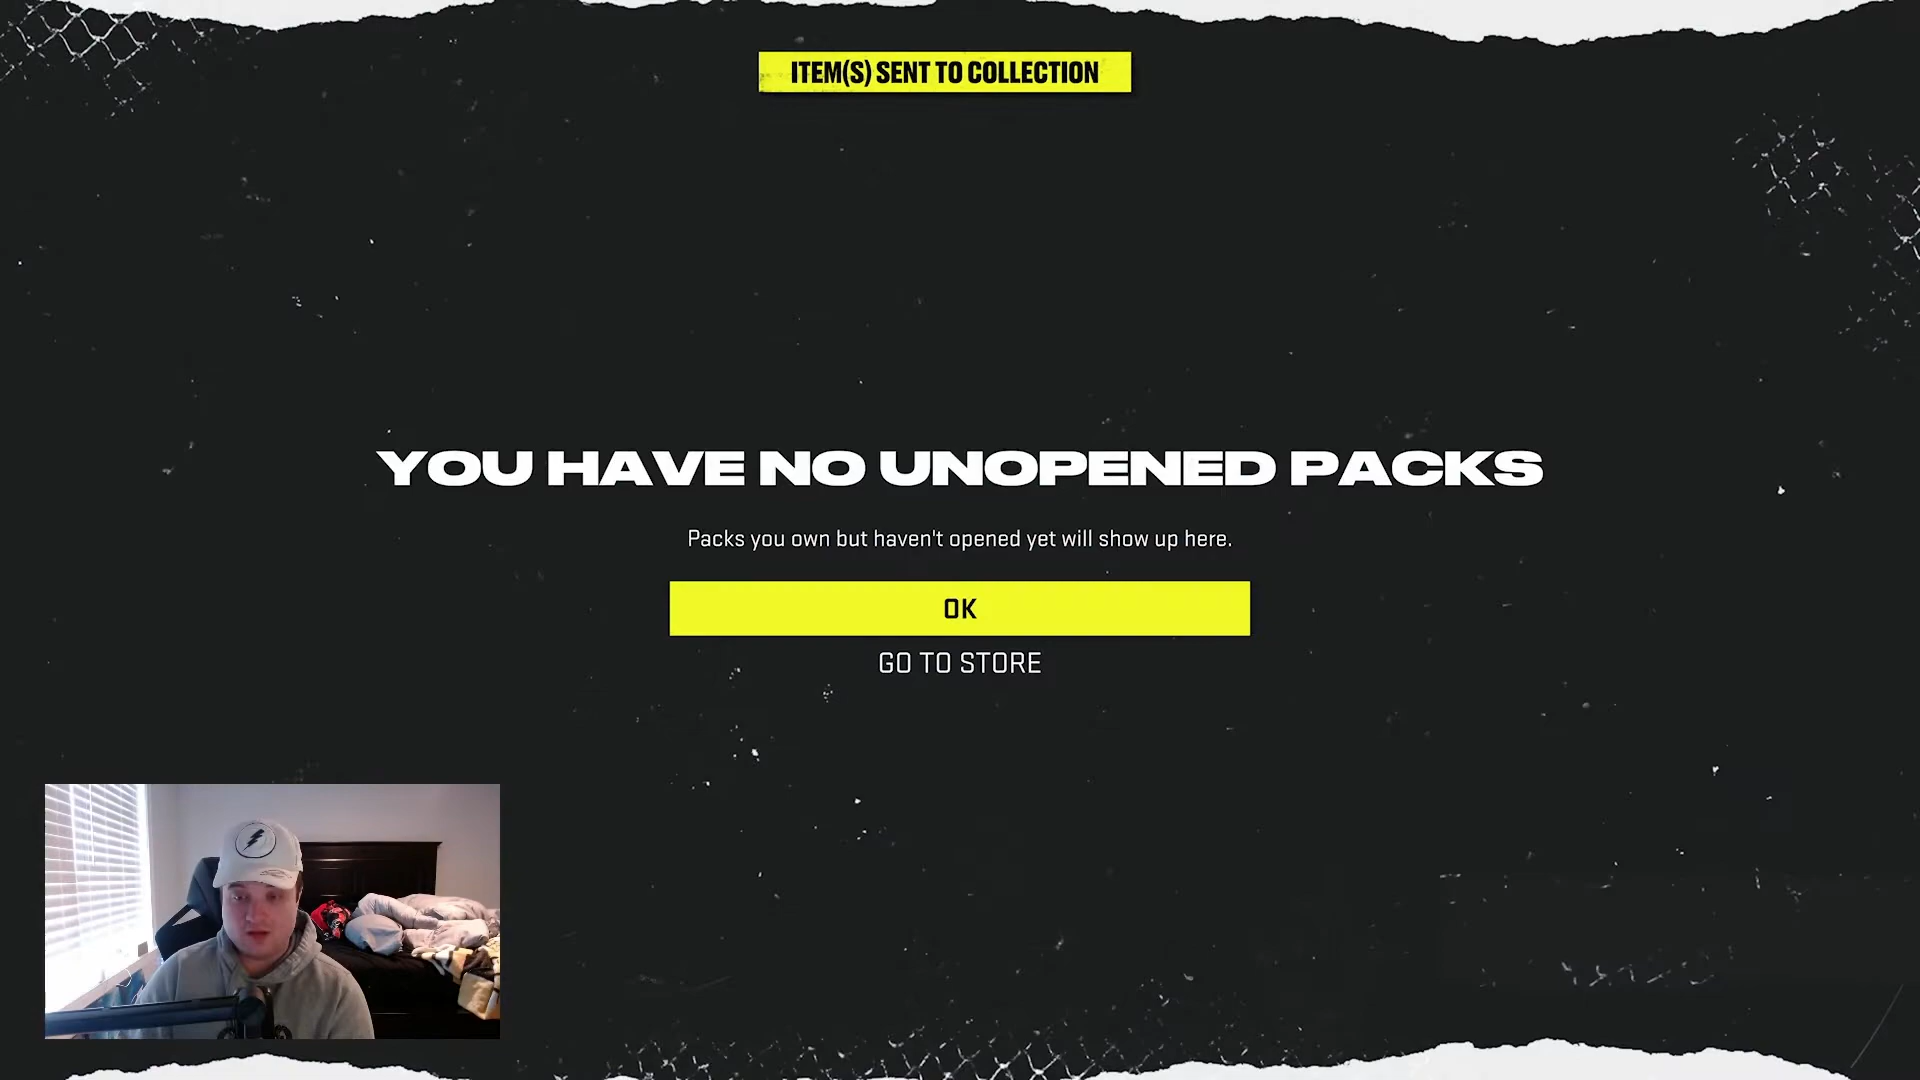 ITEM(S) SENT TO COLLECTION
YOU HAVE NO UNOPENED PACKS
Packs you own but haven't opened yet will show up here.
OK
GO TO STORE